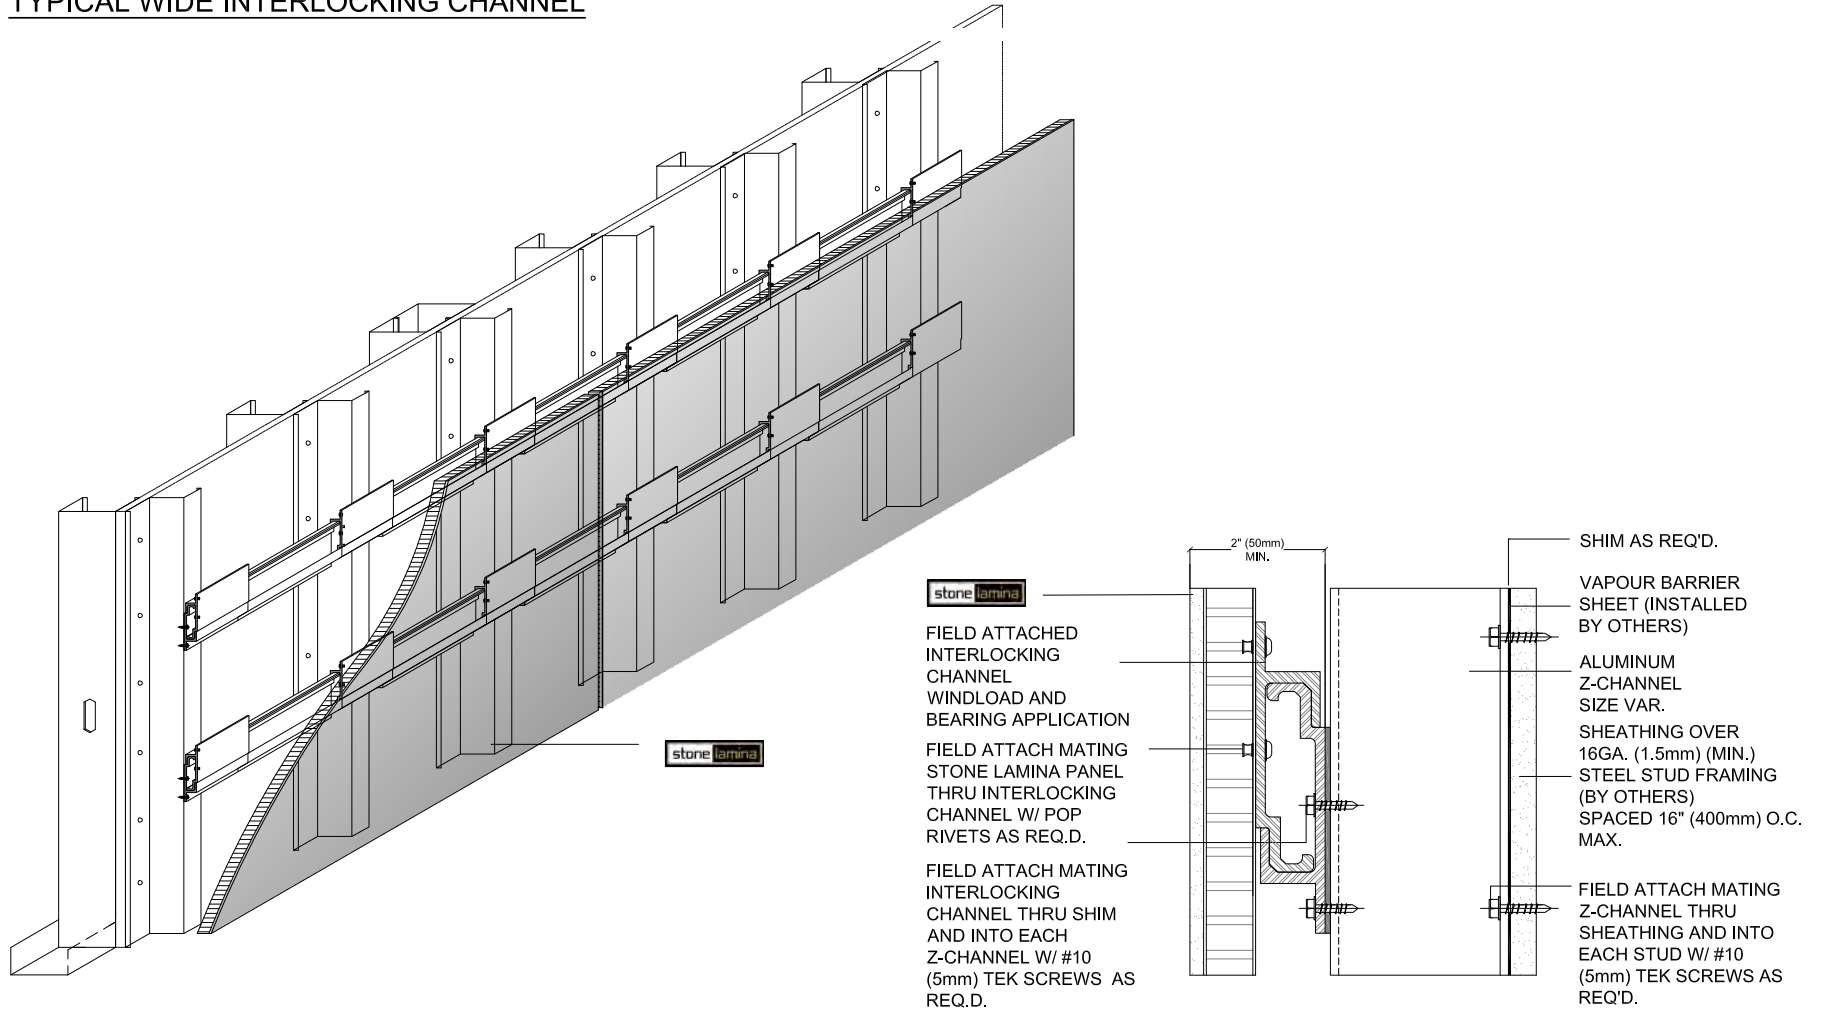 TYPICAL WIDE INTERLOCKING CHANNEL
stone lamina
2" (50mm)
MIN.
stone lamina
FIELD ATTACHED
INTERLOCKING
CHANNEL
WINDLOAD AND
BEARING APPLICATION
FIELD ATTACH MATING
STONE LAMINA PANEL
THRU INTERLOCKING
CHANNEL W/ POP
RIVETS AS REQ.D.
FIELD ATTACH MATING
INTERLOCKING
CHANNEL THRU SHIM
AND INTO EACH
Z-CHANNEL W/ #10
(5mm) TEK SCREWS AS
REQ.D.
SHIM AS REQ'D.
VAPOUR BARRIER
SHEET (INSTALLED
BY OTHERS)
ALUMINUM
Z-CHANNEL
SIZE VAR.
SHEATHING OVER
16GA. (1.5mm) (MIN.)
STEEL STUD FRAMING
(BY OTHERS)
SPACED 16" (400mm) O.C.
MAX.
FIELD ATTACH MATING
Z-CHANNEL THRU
SHEATHING AND INTO
EACH STUD W/ #10
(5mm) TEK SCREWS AS
REQ'D.